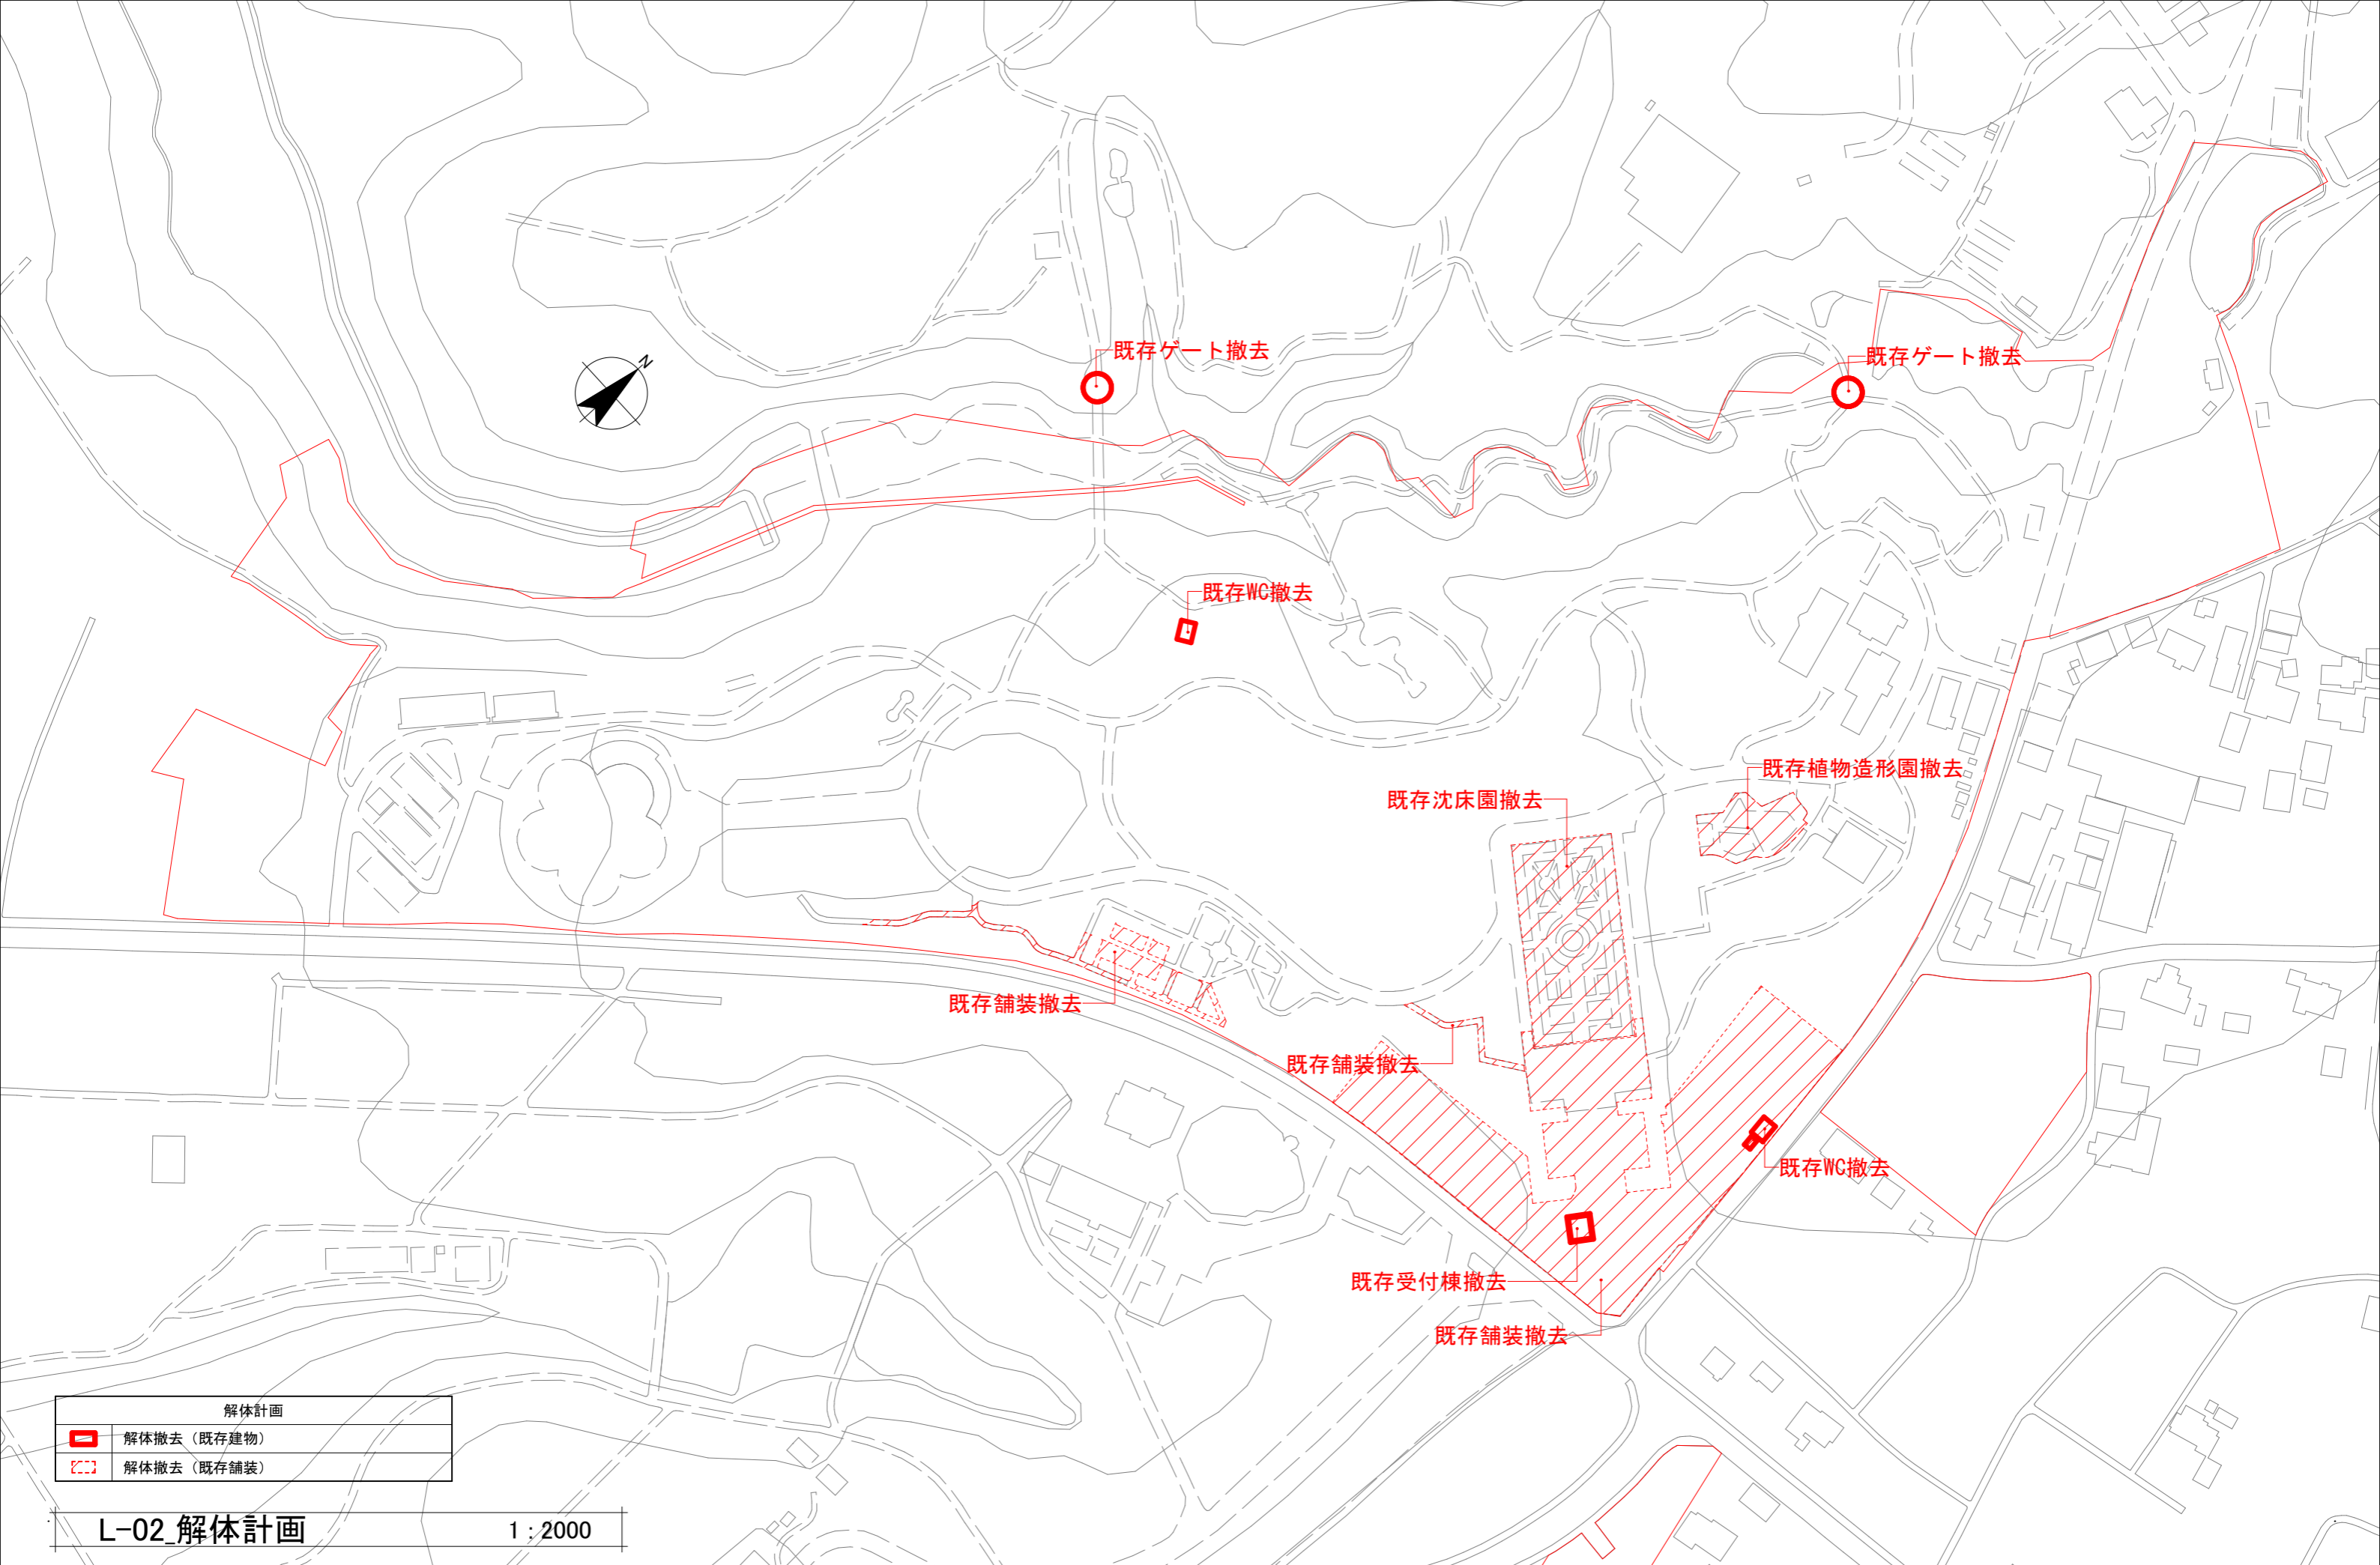 N
既存ゲート撤去
既存ゲート撤去
既存WC撤去
既存植物造形園撤去
既存沈床園撤去
既存舗装撤去
既存舗装撤去
既存WC撤去
既存受付棟撤去
既存舗装撤去
解体計画
解体撤去（既存建物）
解体撤去（既存舗装）
L-02_解体計画
1：2000